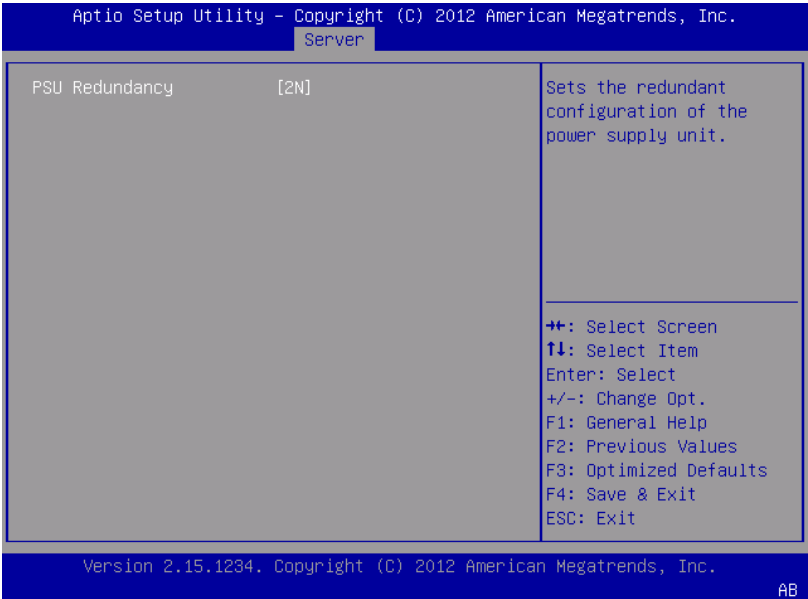 Aptio Setup Utility – Copyright (C) 2012 American Megatrends, Inc.
Server
PSU Redundancy [2N]
Sets the redundant
configuration of the
power supply unit.
→←: Select Screen
↑↓: Select Item
Enter: Select
+/-: Change Opt.
F1: General Help
F2: Previous Values
F3: Optimized Defaults
F4: Save & Exit
ESC: Exit
Version 2.15.1234. Copyright (C) 2012 American Megatrends, Inc.
AB